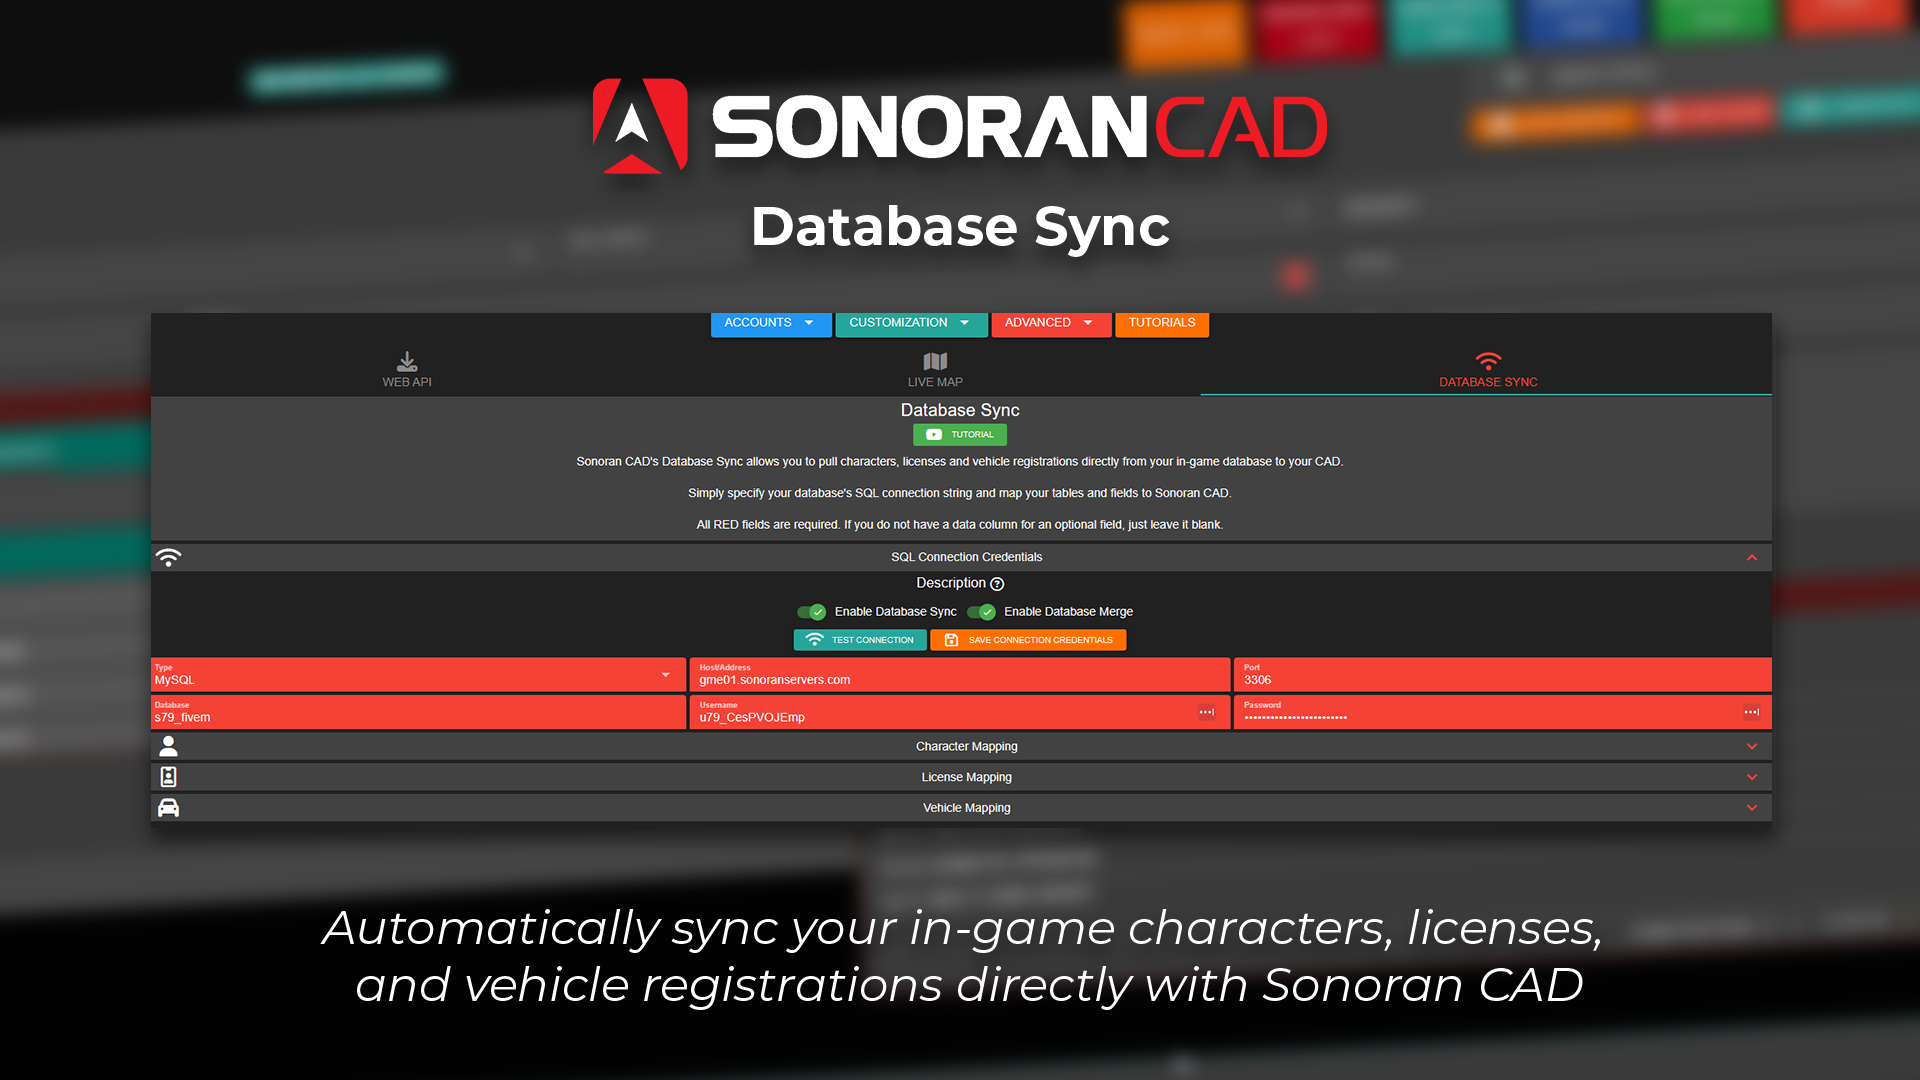 SONORANCAD
Database Sync
ACCOUNTS
CUSTOMIZATION
ADVANCED
TUTORIALS
WEB API
LIVE MAP
DATABASE SYNC
Database Sync
TUTORIAL
Sonoran CAD's Database Sync allows you to pull characters, licenses and vehicle registrations directly from your in-game database to your CAD.
Simply specify your database's SQL connection string and map your tables and fields to Sonoran CAD.
All RED fields are required. If you do not have a data column for an optional field, just leave it blank.
SQL Connection Credentials
Description
Enable Database Sync
Enable Database Merge
TEST CONNECTION
SAVE CONNECTION CREDENTIALS
Type
MySQL
Host/Address
gme01.sonoranservers.com
Port
3306
Database
s79_fivem
Username
u79_CesPVOJEmp
Password
Character Mapping
License Mapping
Vehicle Mapping
Automatically sync your in-game characters, licenses,
and vehicle registrations directly with Sonoran CAD